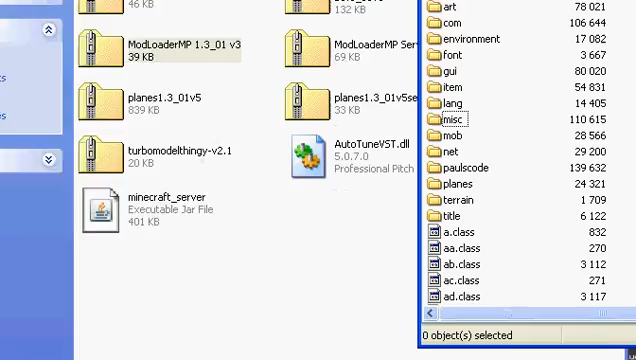 46 KB
132 KB
ModLoaderMP 1.3_01 v3
39 KB
ModLoaderMP Ser
69 KB
planes1.3_01v5
839 KB
planes1.3_01v5se
33 KB
turbomodelthingy-v2.1
20 KB
AutoTuneVST.dll
5.0.7.0
Professional Pitch
minecraft_server
Executable Jar File
401 KB
art 78 021
com 106 644
environment 17 082
font 3 667
gui 80 020
item 54 831
lang 14 405
misc 110 615
mob 28 566
net 29 200
paulscode 139 632
planes 24 321
terrain 1 709
title 6 122
a.class 832
aa.class 270
ab.class 3 112
ac.class 271
ad.class 3 117
0 object(s) selected